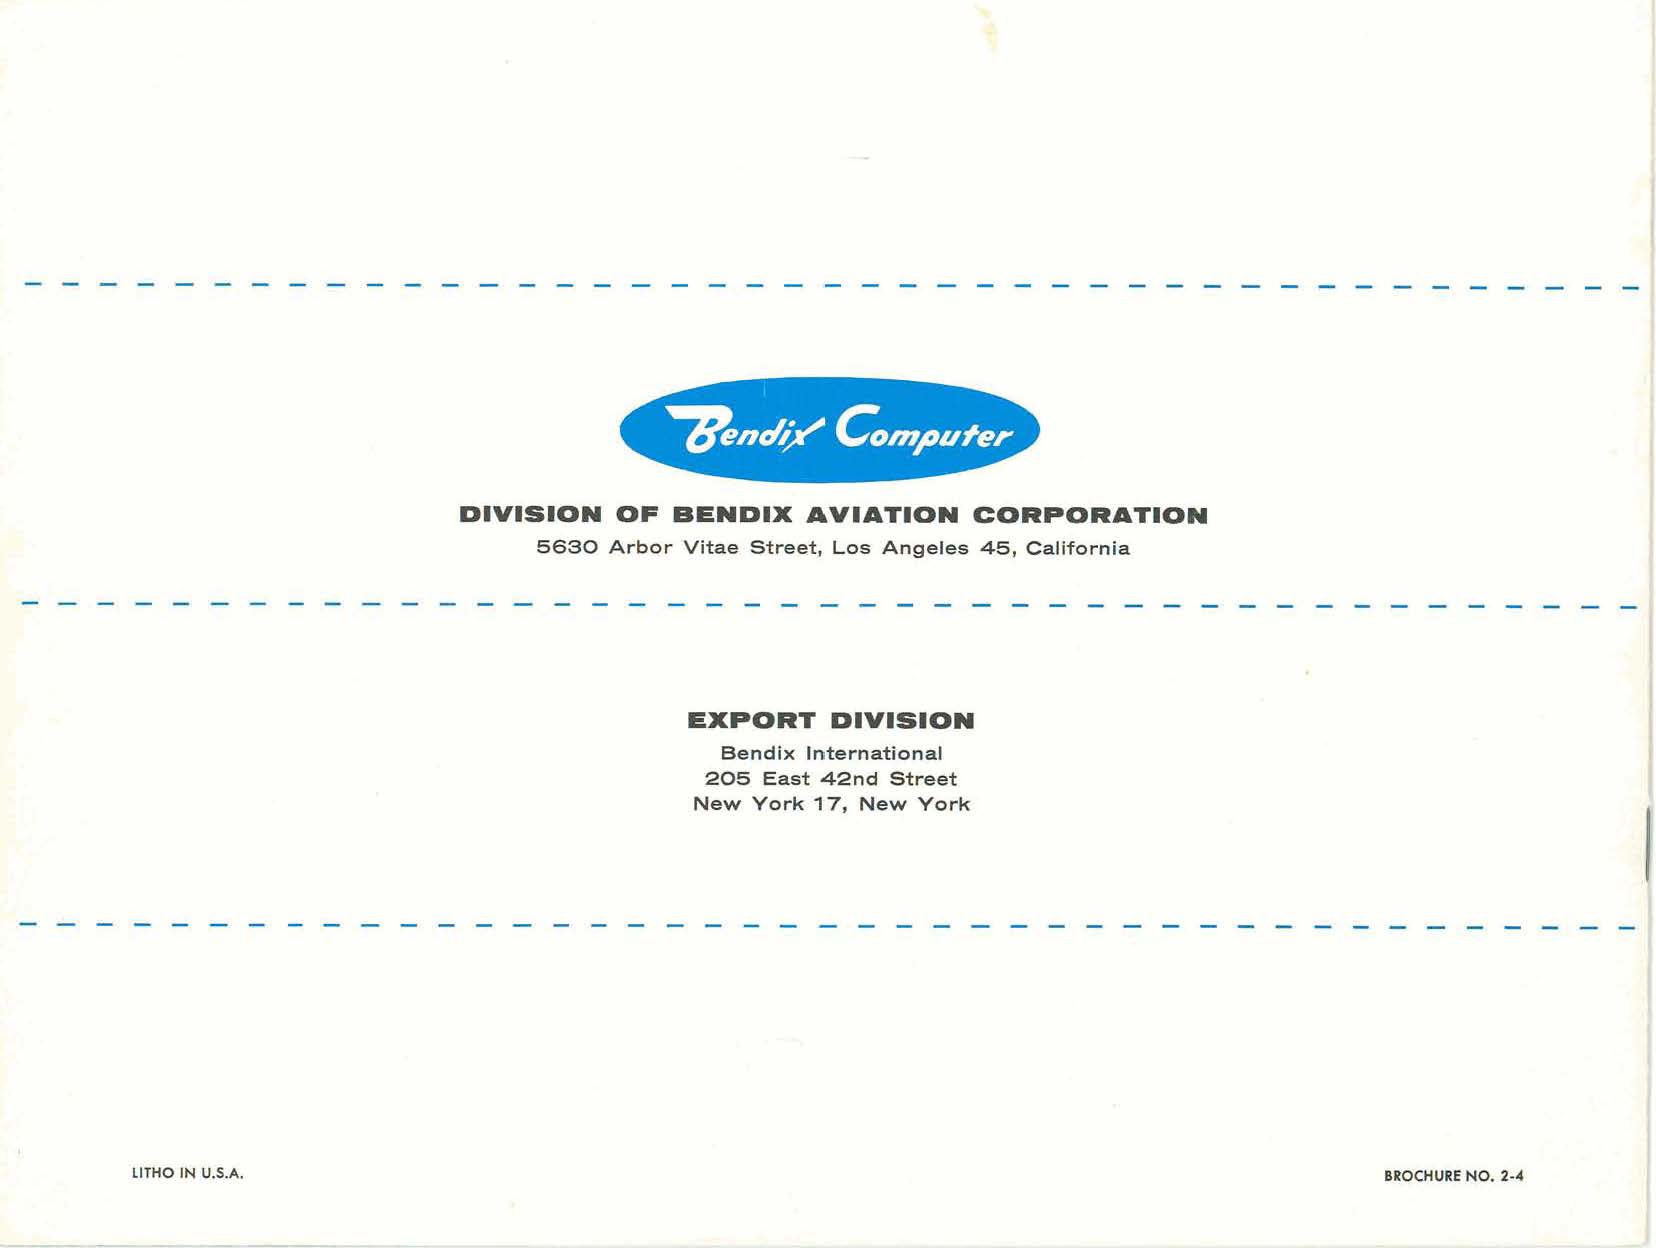 Bendix Computer
DIVISION OF BENDIX AVIATION CORPORATION
5630 Arbor Vitae Street, Los Angeles 45, California
EXPORT DIVISION
Bendix International
205 East 42nd Street
New York 17, New York
LITHO IN U.S.A.
BROCHURE NO. 2-4